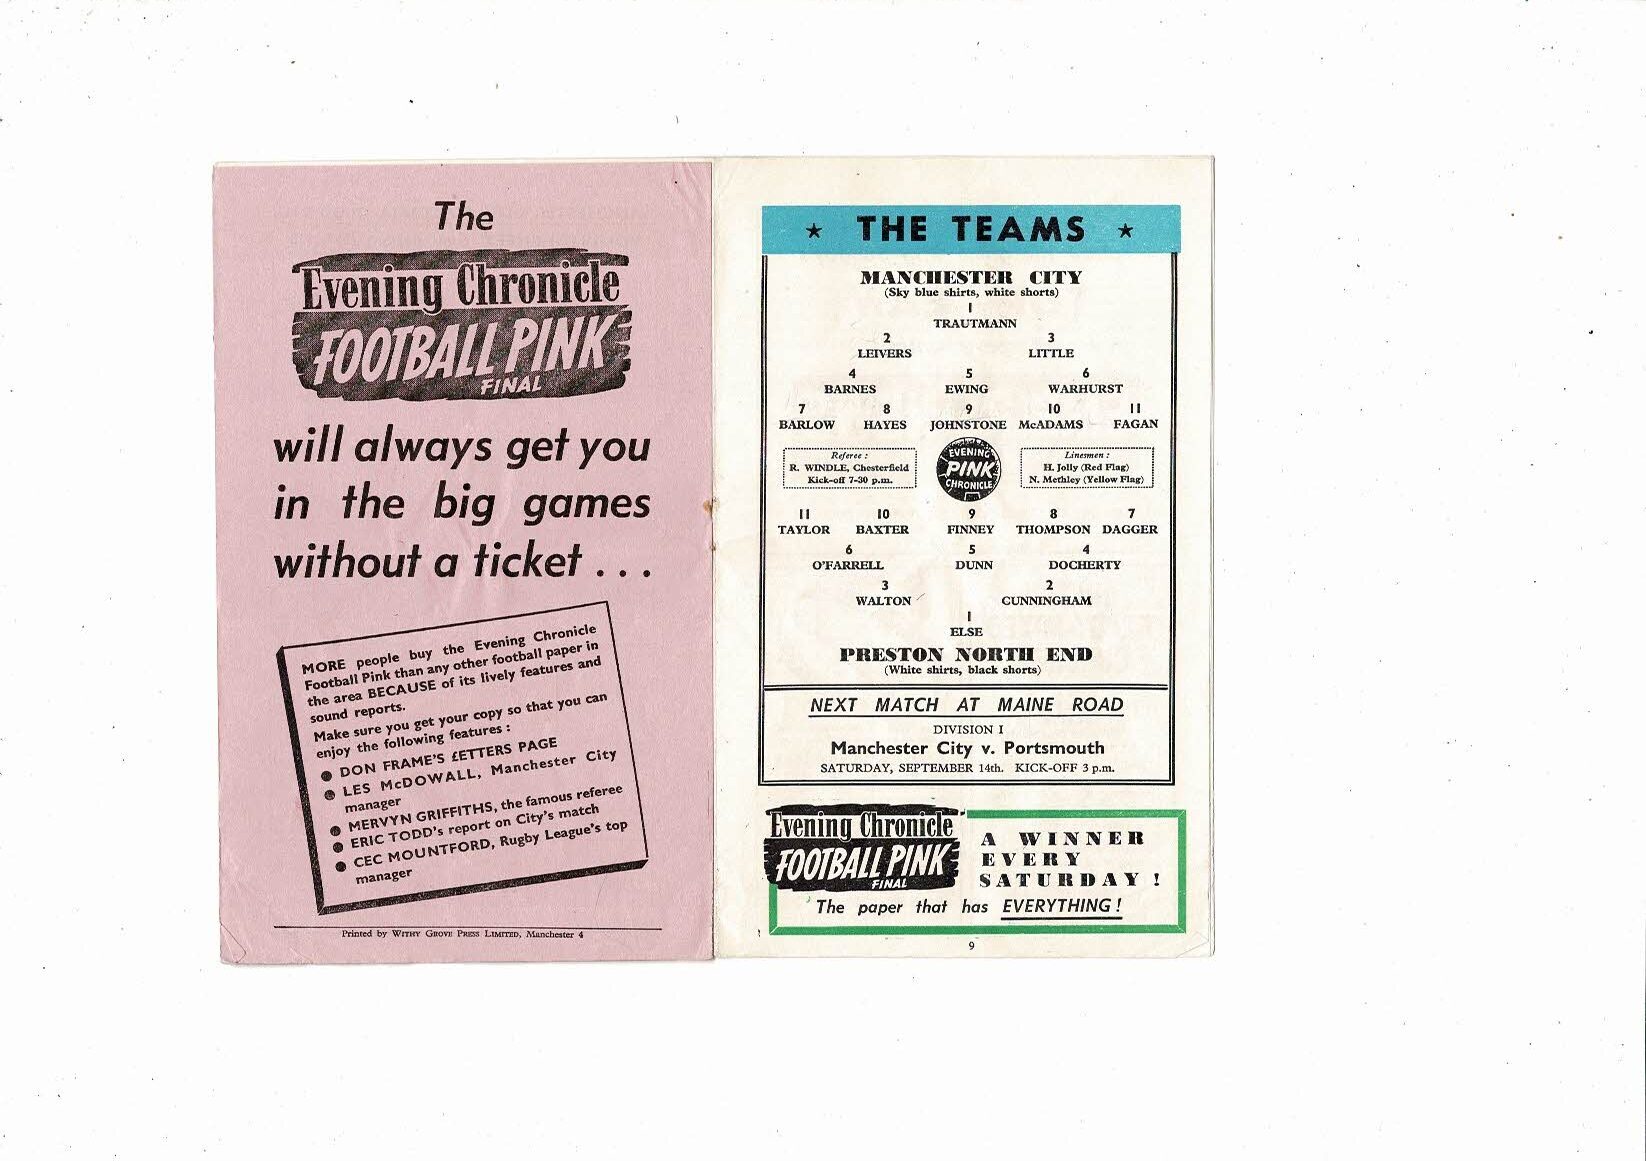 The
Evening Chronicle
FOOTBALL PINK
FINAL
will always get you
in the big games
without a ticket . . .
MORE people buy the Evening Chronicle
Football Pink than any other football paper in
the area BECAUSE of its lively features and
sound reports.
Make sure you get your copy so that you can
enjoy the following features :
● DON FRAME'S £ETTERS PAGE
● LES McDOWALL, Manchester City
manager
● MERVYN GRIFFITHS, the famous referee
● ERIC TODD's report on City's match
● CEC MOUNTFORD, Rugby League's top
manager
Printed by WITHY GROVE PRESS LIMITED, Manchester 4
★ THE TEAMS ★
MANCHESTER CITY
(Sky blue shirts, white shorts)
1
TRAUTMANN
2 3
LEIVERS LITTLE
4 5 6
BARNES EWING WARHURST
7 8 9 10 11
BARLOW HAYES JOHNSTONE McADAMS FAGAN
Referee :
R. WINDLE, Chesterfield
Kick-off 7-30 p.m.
EVENING
PINK
CHRONICLE
Linesmen :
H. Jolly (Red Flag)
N. Methley (Yellow Flag)
11 10 9 8 7
TAYLOR BAXTER FINNEY THOMPSON DAGGER
6 5 4
O'FARRELL DUNN DOCHERTY
3 2
WALTON CUNNINGHAM
1
ELSE
PRESTON NORTH END
(White shirts, black shorts)
NEXT MATCH AT MAINE ROAD
DIVISION I
Manchester City v. Portsmouth
SATURDAY, SEPTEMBER 14th. KICK-OFF 3 p.m.
Evening Chronicle
FOOTBALL PINK
FINAL
A WINNER
EVERY
SATURDAY !
The paper that has EVERYTHING !
9